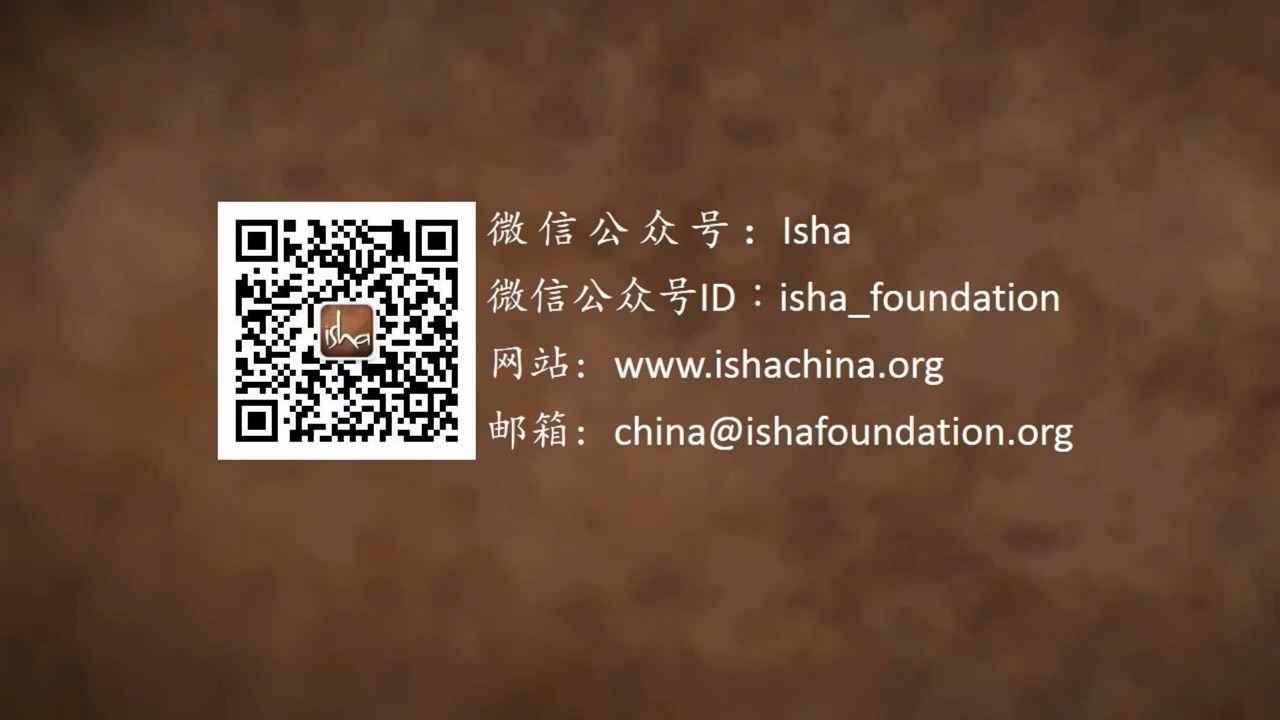 isha
微信公众号：Isha
微信公众号ID：isha_foundation
网站：www.ishachina.org
邮箱：china@ishafoundation.org